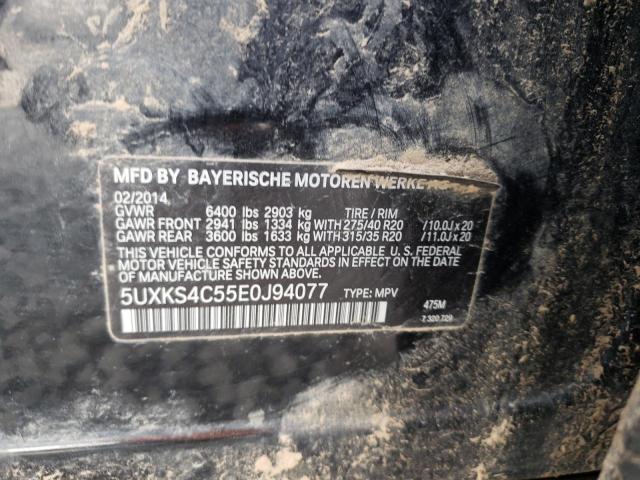 MFD BY BAYERISCHE MOTOREN WERKE
02/2014
GVWR 6400 lbs 2903 kg TIRE / RIM
GAWR FRONT 2941 lbs 1334 kg WITH 275/40 R20 /10.0J x 20
GAWR REAR 3600 lbs 1633 kg WITH 315/35 R20 /11.0J x 20
THIS VEHICLE CONFORMS TO ALL APPLICABLE U. S. FEDERAL
MOTOR VEHICLE SAFETY STANDARDS IN EFFECT ON THE DATE
OF MANUFACTURE SHOWN ABOVE.
5UXKS4C55E0J94077 TYPE: MPV
475M
7 320 729